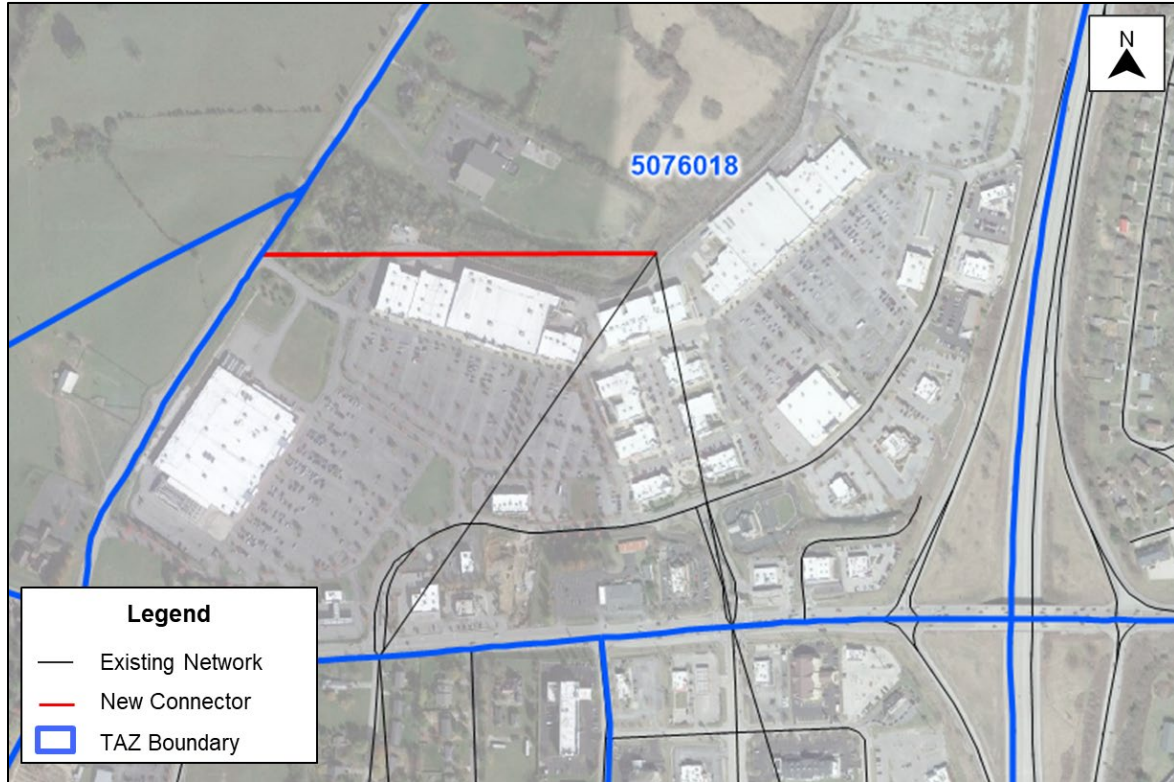 N
5076018
Legend
Existing Network
New Connector
TAZ Boundary